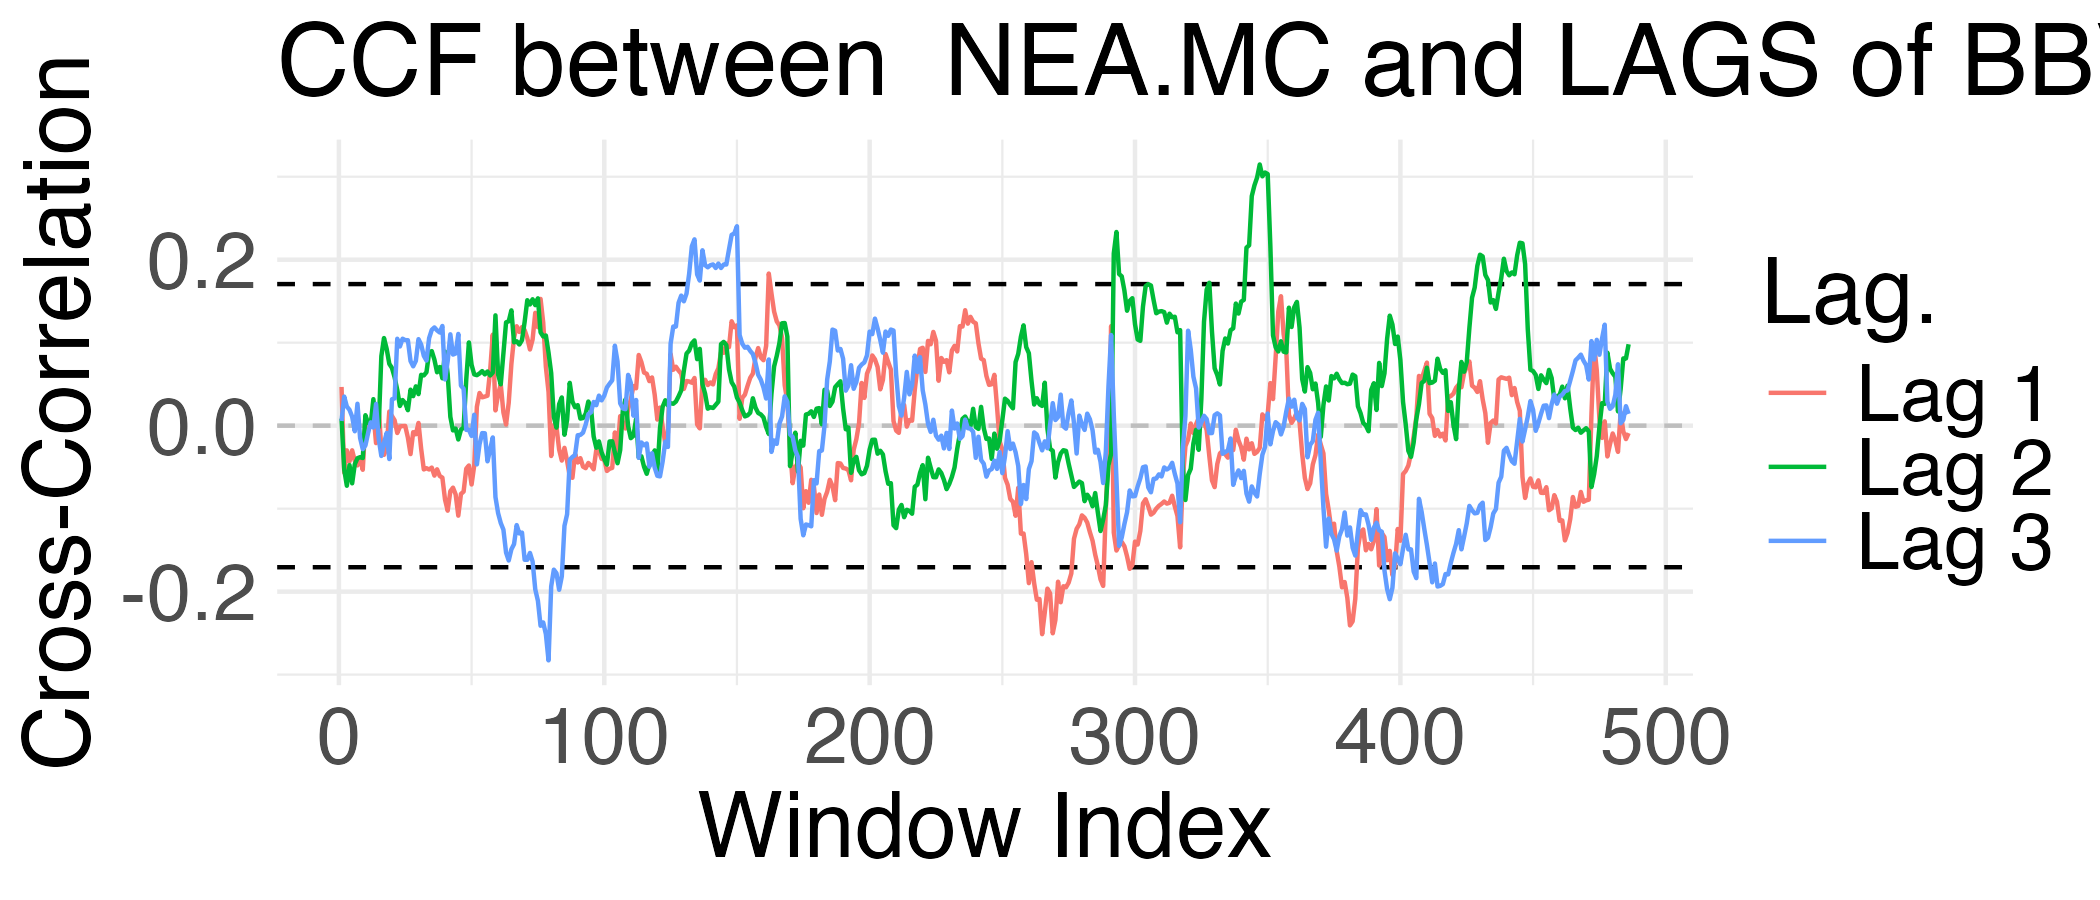 CCF between  NEA.MC and LAGS of BB
Cross-Correlation
0.2
0.0
-0.2
0
100
200
300
400
500
Window Index
Lag.
Lag 1
Lag 2
Lag 3